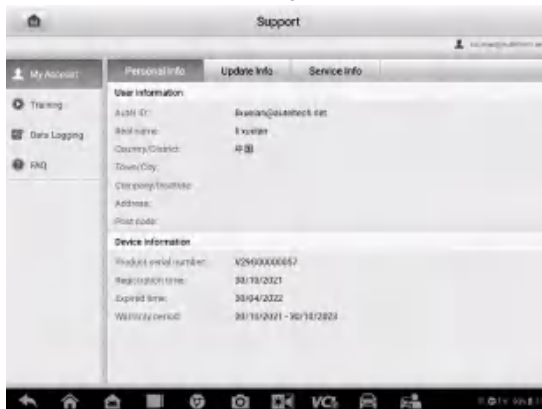 Support
My Account
Personal Info
Update Info
Service Info
User Information
Autel ID:
Real name:
Training
Country/District:
中国
Data Logging
Town/City:
FAQ
Company/Institute:
Address:
Post code:
Device Information
Product serial number:
Registration time:
30/10/2021
Expired time:
30/04/2022
Warranty period:
30/10/2021 - 30/10/2023
VCI